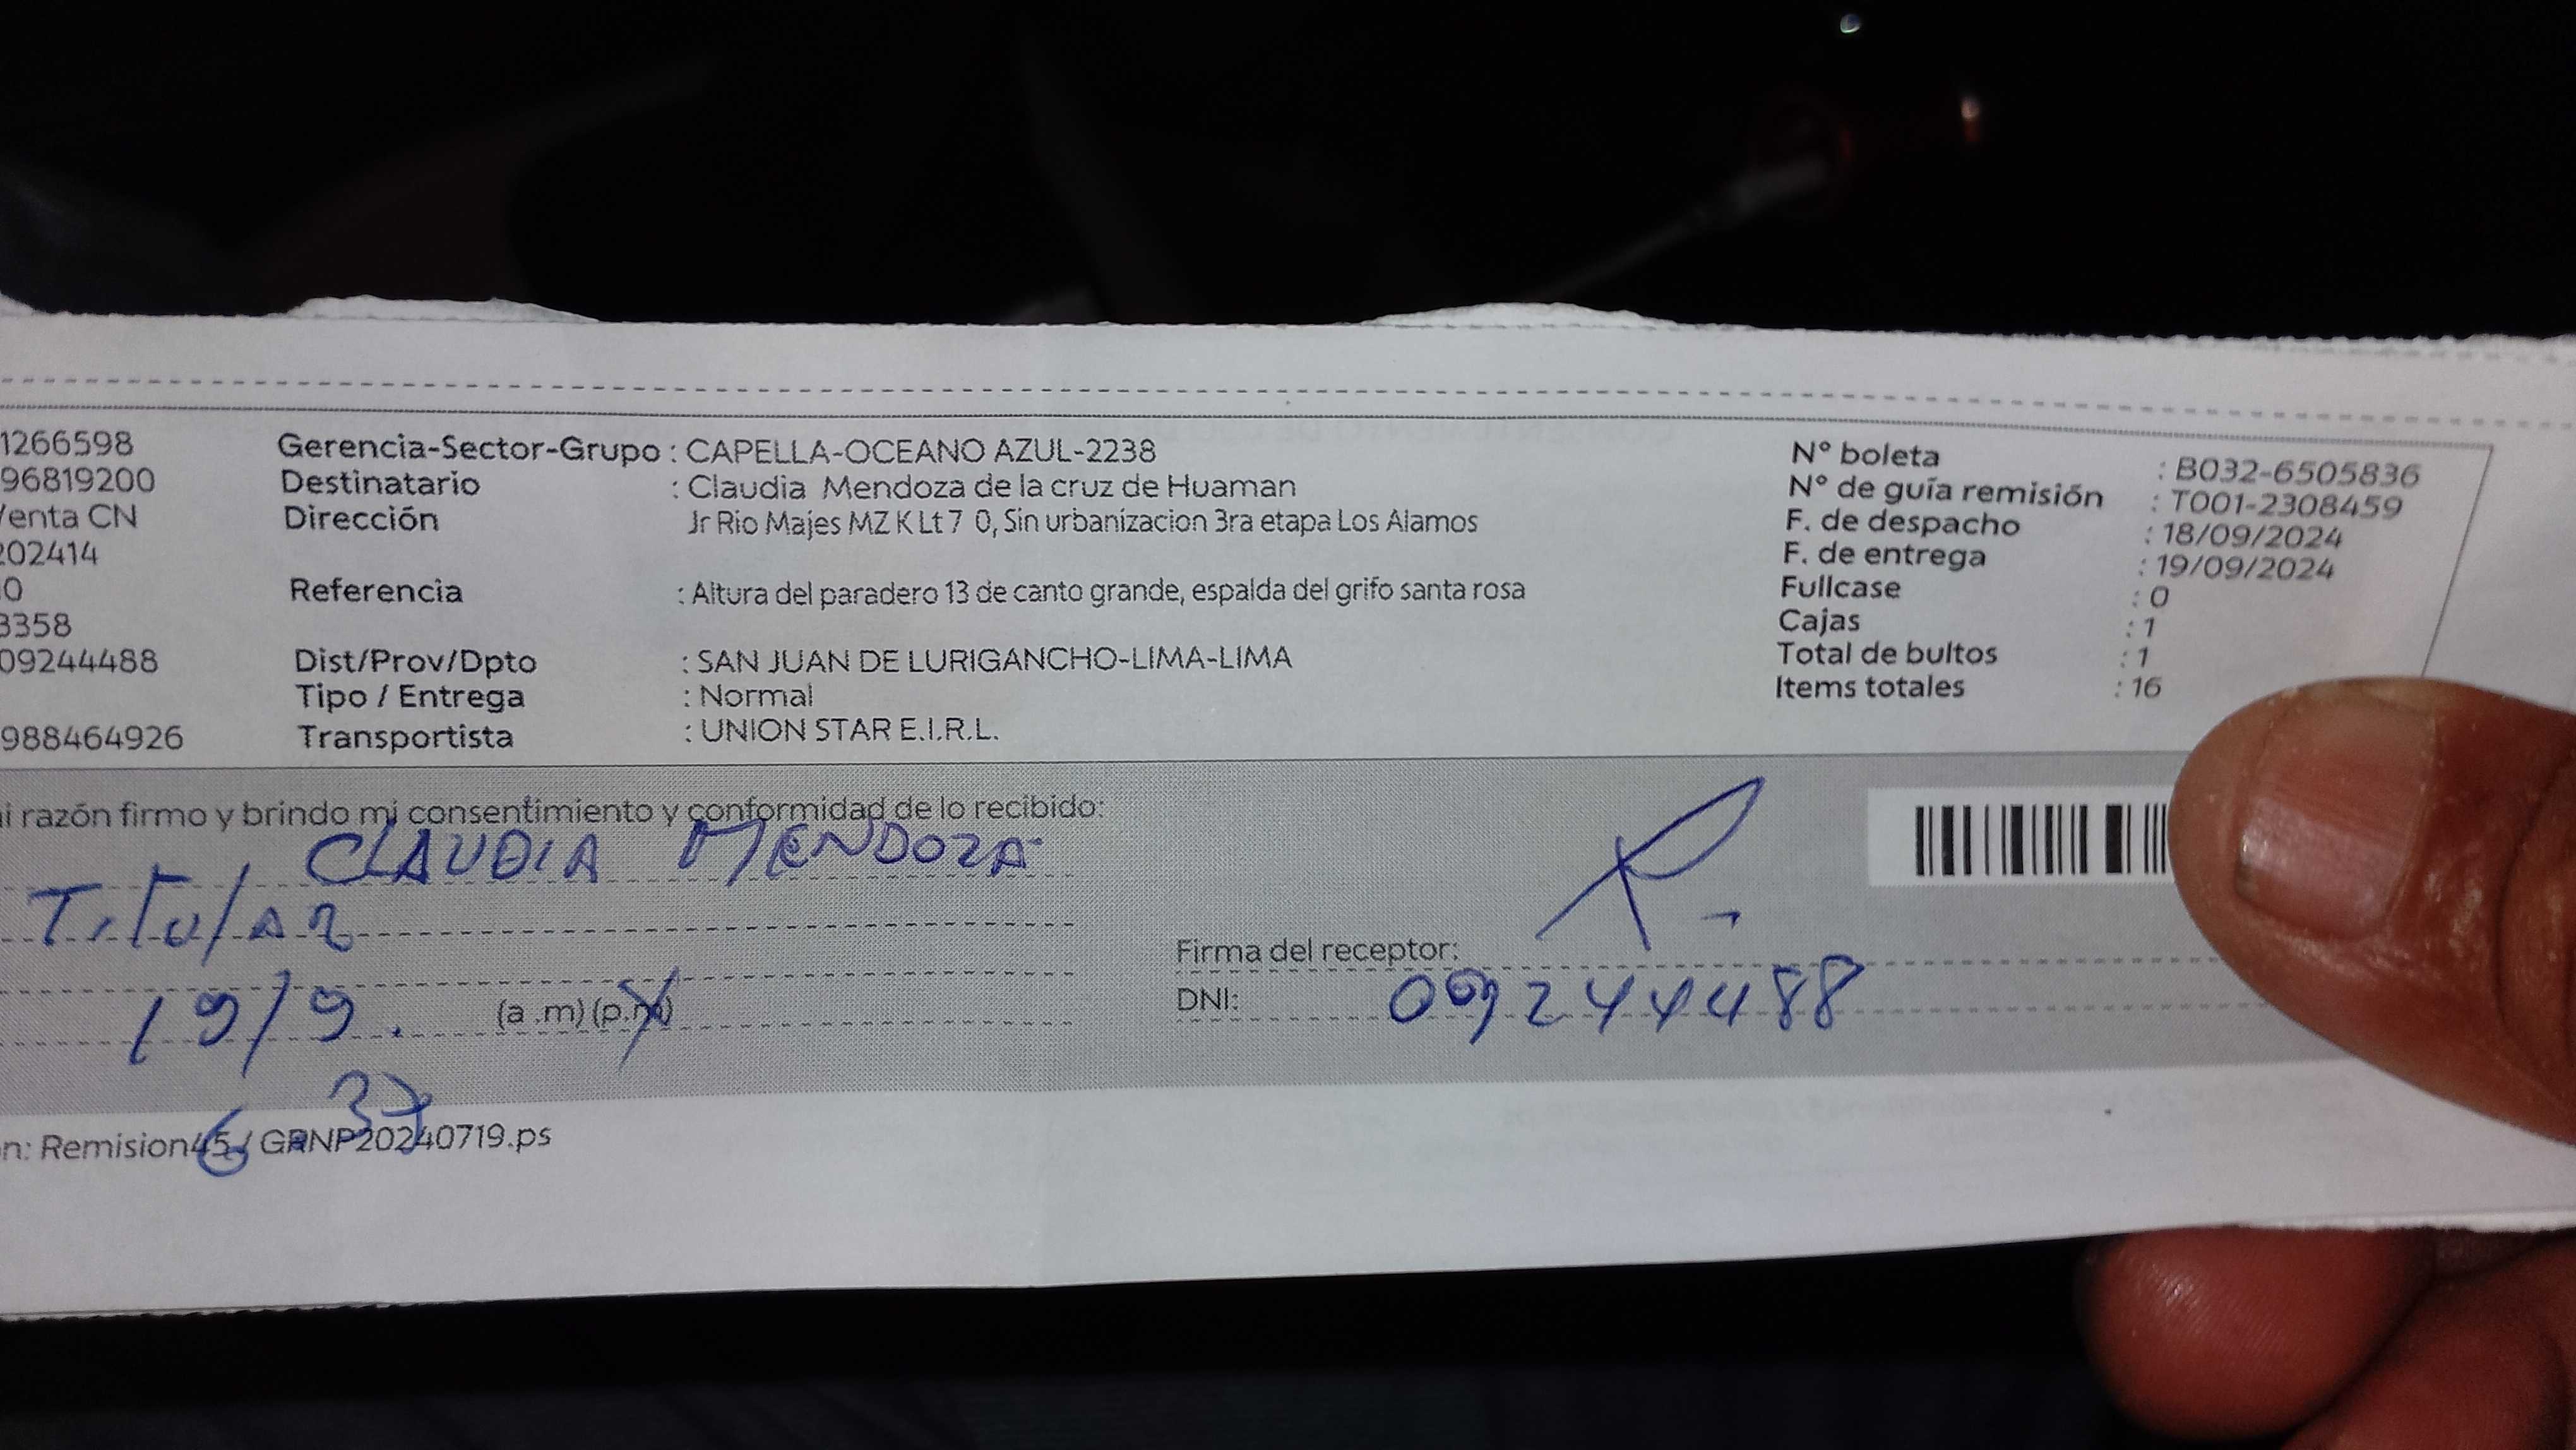 1266598
96819200
Venta CN
202414
0
3358
09244488
988464926
Gerencia-Sector-Grupo : CAPELLA-OCEANO AZUL-2238
Destinatario : Claudia Mendoza de la cruz de Huaman
Dirección Jr Rio Majes MZ K Lt 7 0, Sin urbanizacion 3ra etapa Los Alamos
Referencia : Altura del paradero 13 de canto grande, espalda del grifo santa rosa
Dist/Prov/Dpto : SAN JUAN DE LURIGANCHO-LIMA-LIMA
Tipo / Entrega : Normal
Transportista : UNION STAR E.I.R.L.
N° boleta : B032-6505836
N° de guía remisión : T001-2308459
F. de despacho : 18/09/2024
F. de entrega : 19/09/2024
Fullcase : 0
Cajas : 1
Total de bultos : 1
Items totales : 16
i razón firmo y brindo mi consentimiento y conformidad de lo recibido:
CLAUDIA MENDOZA
Titular
Firma del receptor:
19/9. (a .m) (p.m)
DNI: 09244488
6 37
n: Remision45 / GRNP20240719.ps